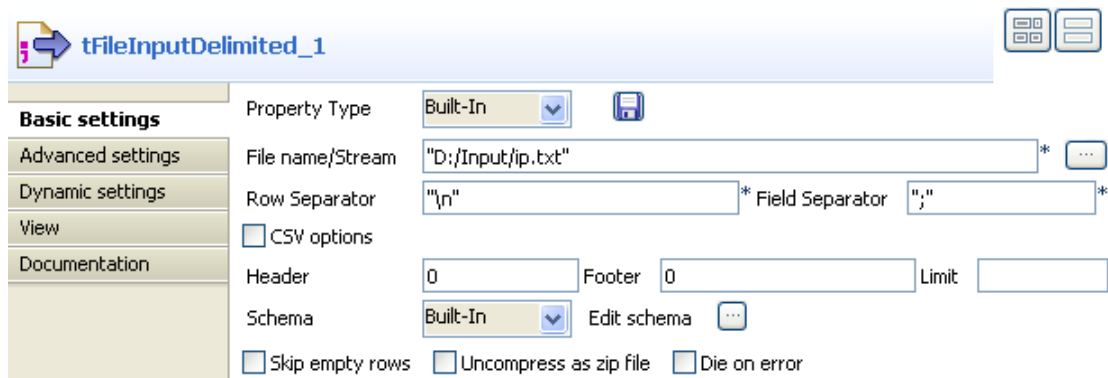 tFileInputDelimited_1
Basic settings
Advanced settings
Dynamic settings
View
Documentation
Property Type Built-In
File name/Stream "D:/Input/ip.txt" * ...
Row Separator "\n" * Field Separator ";" *
CSV options
Header 0 Footer 0 Limit
Schema Built-In Edit schema ...
Skip empty rows Uncompress as zip file Die on error